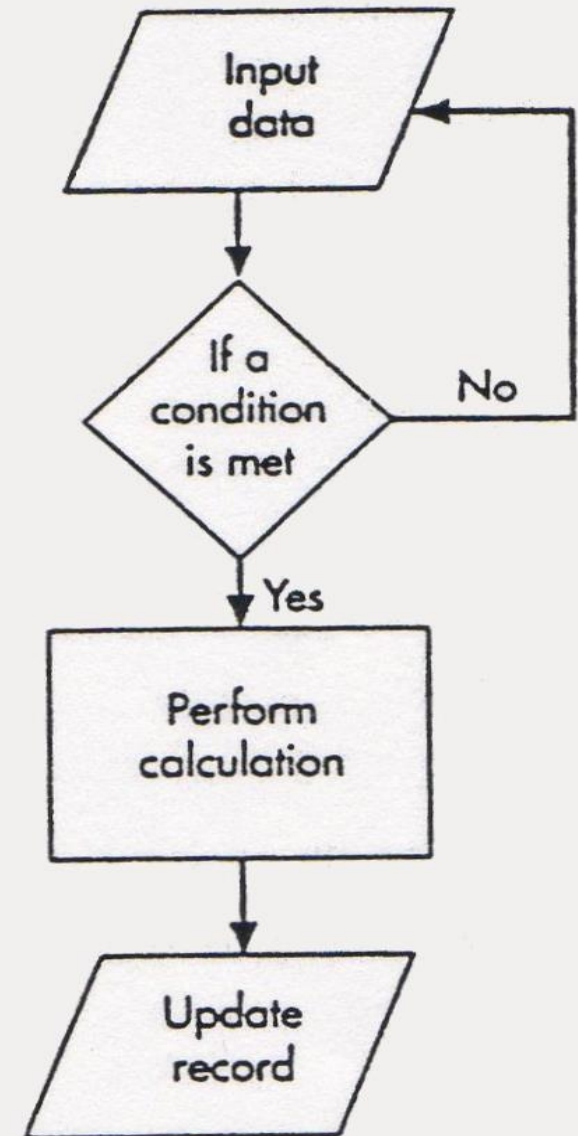 Input
data
If a
condition
is met
No
Yes
Perform
calculation
Update
record